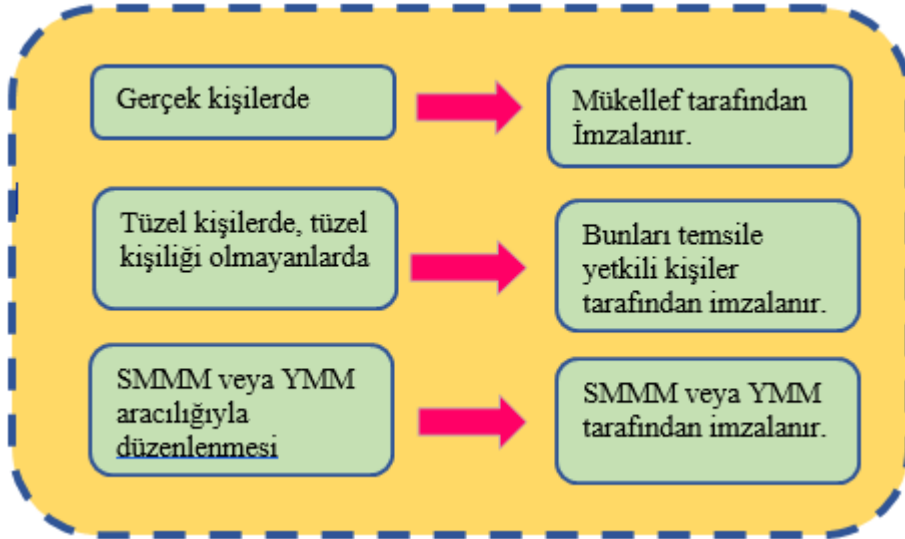 Gerçek kişilerde
Mükellef tarafından
İmzalanır.
Tüzel kişilerde, tüzel
kişiliği olmayanlarda
Bunları temsile
yetkili kişiler
tarafından imzalanır.
SMMM veya YMM
aracılığıyla
düzenlenmesi
SMMM veya YMM
tarafından imzalanır.